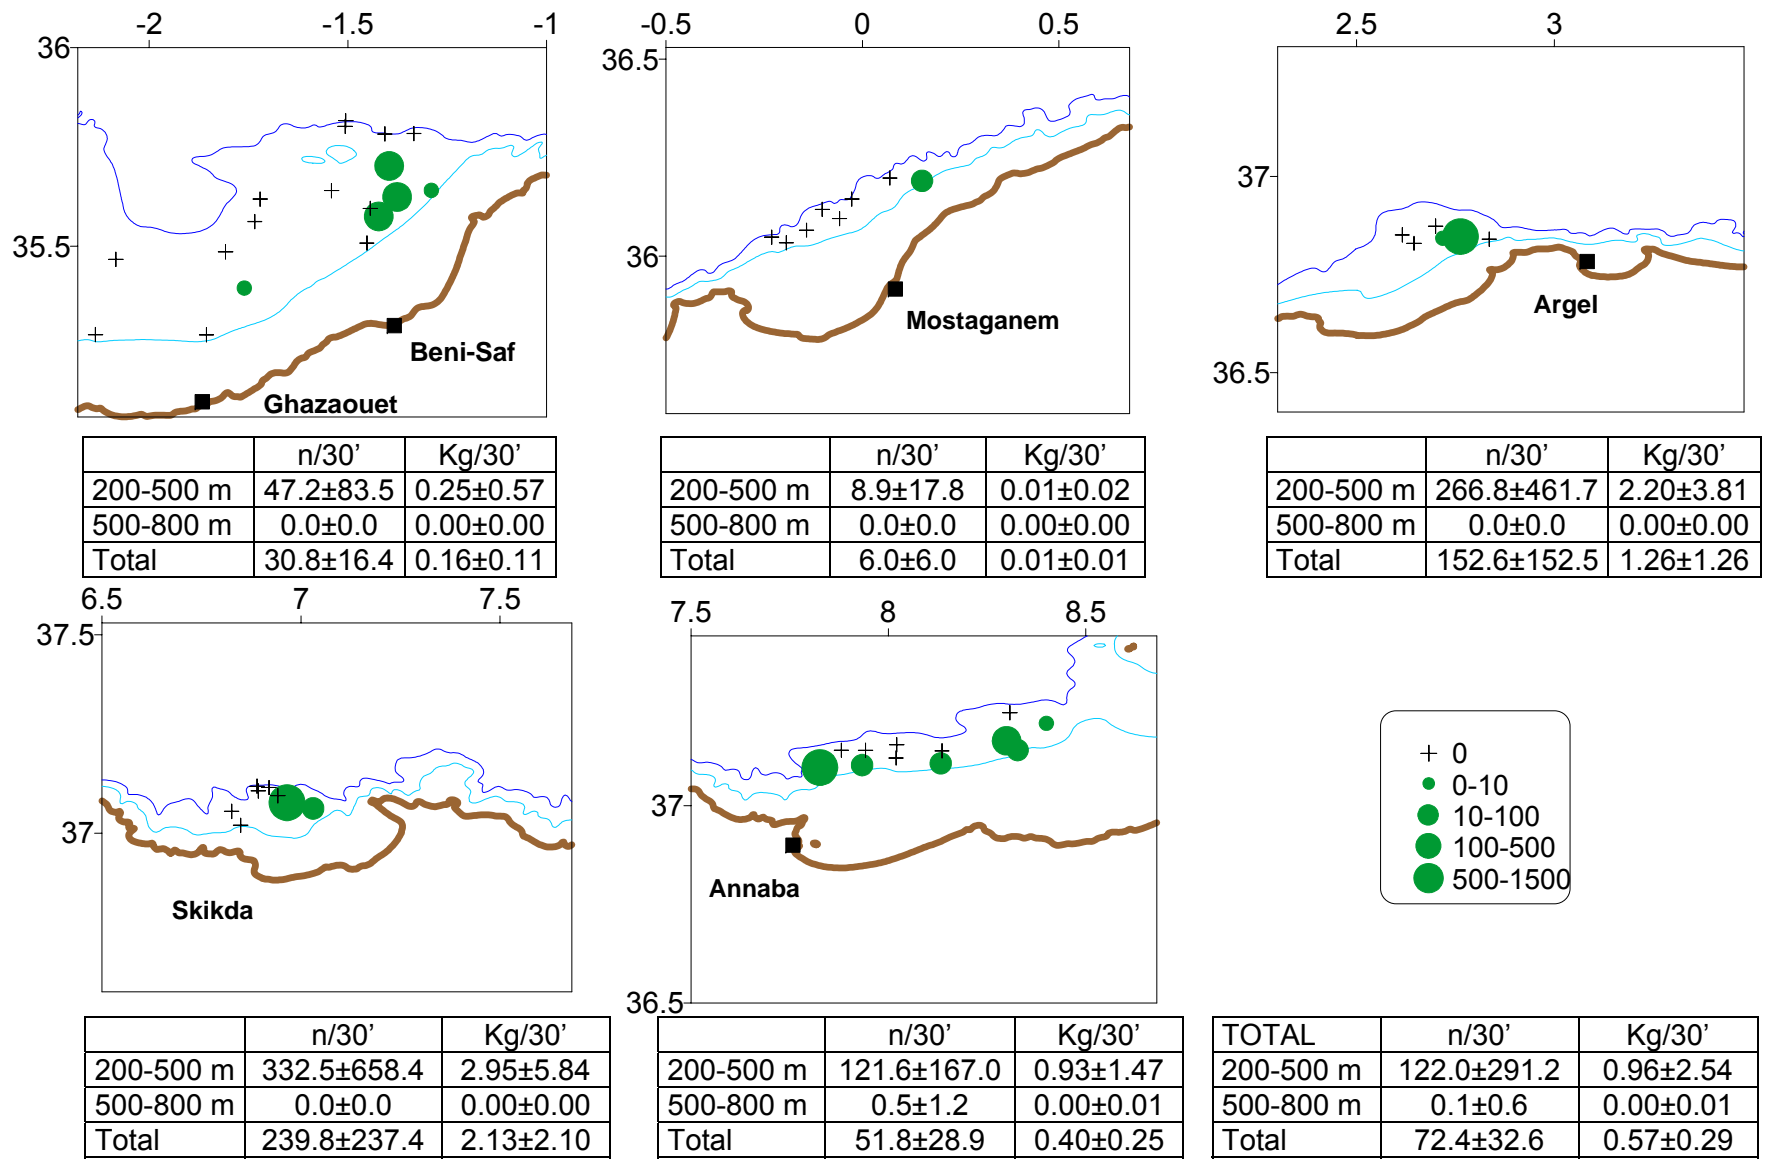 -2 -1.5 -1
36
35.5
Beni-Saf
Ghazaouet
-0.5 0 0.5
36.5
36
Mostaganem
2.5 3
37
36.5
Argel
n/30’ Kg/30’
200-500 m 47.2±83.5 0.25±0.57
500-800 m 0.0±0.0 0.00±0.00
Total 30.8±16.4 0.16±0.11
n/30’ Kg/30’
200-500 m 8.9±17.8 0.01±0.02
500-800 m 0.0±0.0 0.00±0.00
Total 6.0±6.0 0.01±0.01
n/30’ Kg/30’
200-500 m 266.8±461.7 2.20±3.81
500-800 m 0.0±0.0 0.00±0.00
Total 152.6±152.5 1.26±1.26
6.5 7 7.5
37.5
37
Skikda
7.5 8 8.5
37
36.5
Annaba
0
0-10
10-100
100-500
500-1500
n/30’ Kg/30’
200-500 m 332.5±658.4 2.95±5.84
500-800 m 0.0±0.0 0.00±0.00
Total 239.8±237.4 2.13±2.10
n/30’ Kg/30’
200-500 m 121.6±167.0 0.93±1.47
500-800 m 0.5±1.2 0.00±0.01
Total 51.8±28.9 0.40±0.25
TOTAL n/30’ Kg/30’
200-500 m 122.0±291.2 0.96±2.54
500-800 m 0.1±0.6 0.00±0.01
Total 72.4±32.6 0.57±0.29